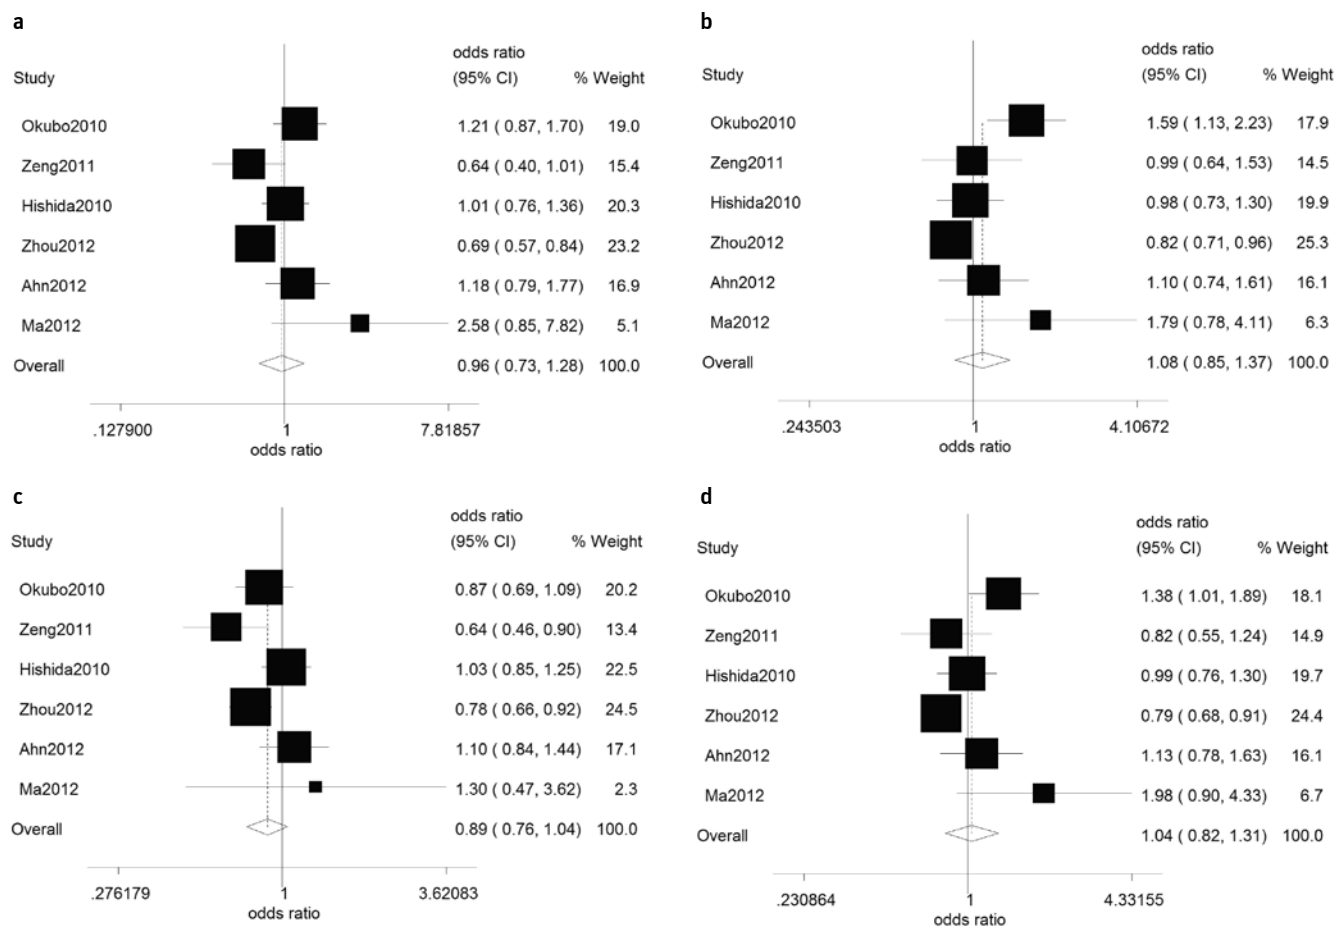 a
odds ratio
Study (95% CI) % Weight
Okubo2010 1.21 ( 0.87, 1.70) 19.0
Zeng2011 0.64 ( 0.40, 1.01) 15.4
Hishida2010 1.01 ( 0.76, 1.36) 20.3
Zhou2012 0.69 ( 0.57, 0.84) 23.2
Ahn2012 1.18 ( 0.79, 1.77) 16.9
Ma2012 2.58 ( 0.85, 7.82) 5.1
Overall 0.96 ( 0.73, 1.28) 100.0
.127900 1 7.81857
odds ratio
b
odds ratio
Study (95% CI) % Weight
Okubo2010 1.59 ( 1.13, 2.23) 17.9
Zeng2011 0.99 ( 0.64, 1.53) 14.5
Hishida2010 0.98 ( 0.73, 1.30) 19.9
Zhou2012 0.82 ( 0.71, 0.96) 25.3
Ahn2012 1.10 ( 0.74, 1.61) 16.1
Ma2012 1.79 ( 0.78, 4.11) 6.3
Overall 1.08 ( 0.85, 1.37) 100.0
.243503 1 4.10672
odds ratio
c
odds ratio
Study (95% CI) % Weight
Okubo2010 0.87 ( 0.69, 1.09) 20.2
Zeng2011 0.64 ( 0.46, 0.90) 13.4
Hishida2010 1.03 ( 0.85, 1.25) 22.5
Zhou2012 0.78 ( 0.66, 0.92) 24.5
Ahn2012 1.10 ( 0.84, 1.44) 17.1
Ma2012 1.30 ( 0.47, 3.62) 2.3
Overall 0.89 ( 0.76, 1.04) 100.0
.276179 1 3.62083
odds ratio
d
odds ratio
Study (95% CI) % Weight
Okubo2010 1.38 ( 1.01, 1.89) 18.1
Zeng2011 0.82 ( 0.55, 1.24) 14.9
Hishida2010 0.99 ( 0.76, 1.30) 19.7
Zhou2012 0.79 ( 0.68, 0.91) 24.4
Ahn2012 1.13 ( 0.78, 1.63) 16.1
Ma2012 1.98 ( 0.90, 4.33) 6.7
Overall 1.04 ( 0.82, 1.31) 100.0
.230864 1 4.33155
odds ratio